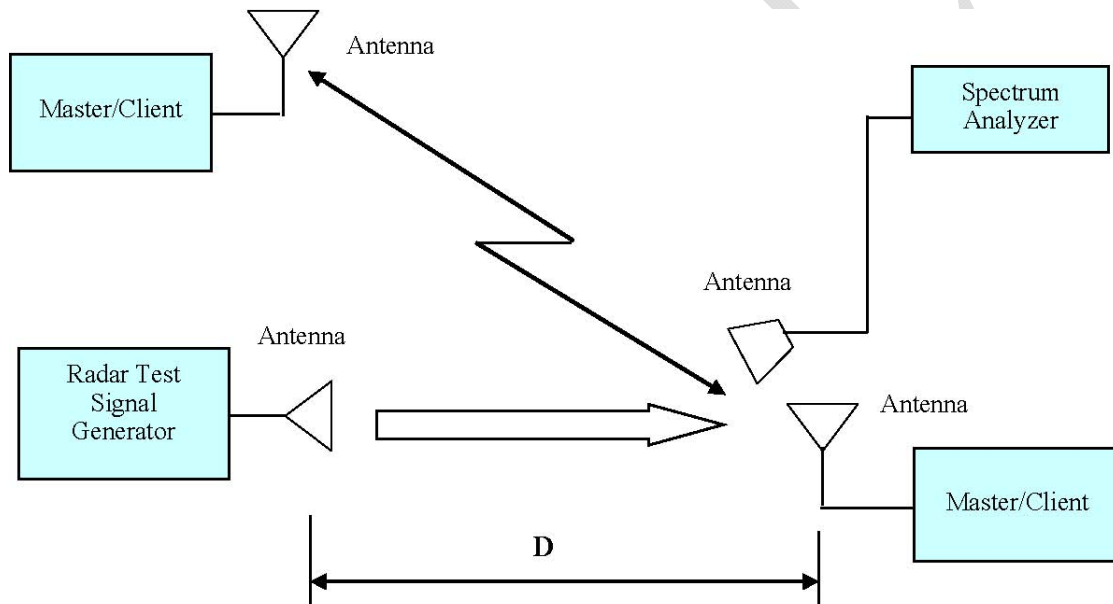 Antenna
Master/Client
Spectrum
Analyzer
Antenna
Antenna
Radar Test
Signal
Generator
Antenna
Master/Client
D